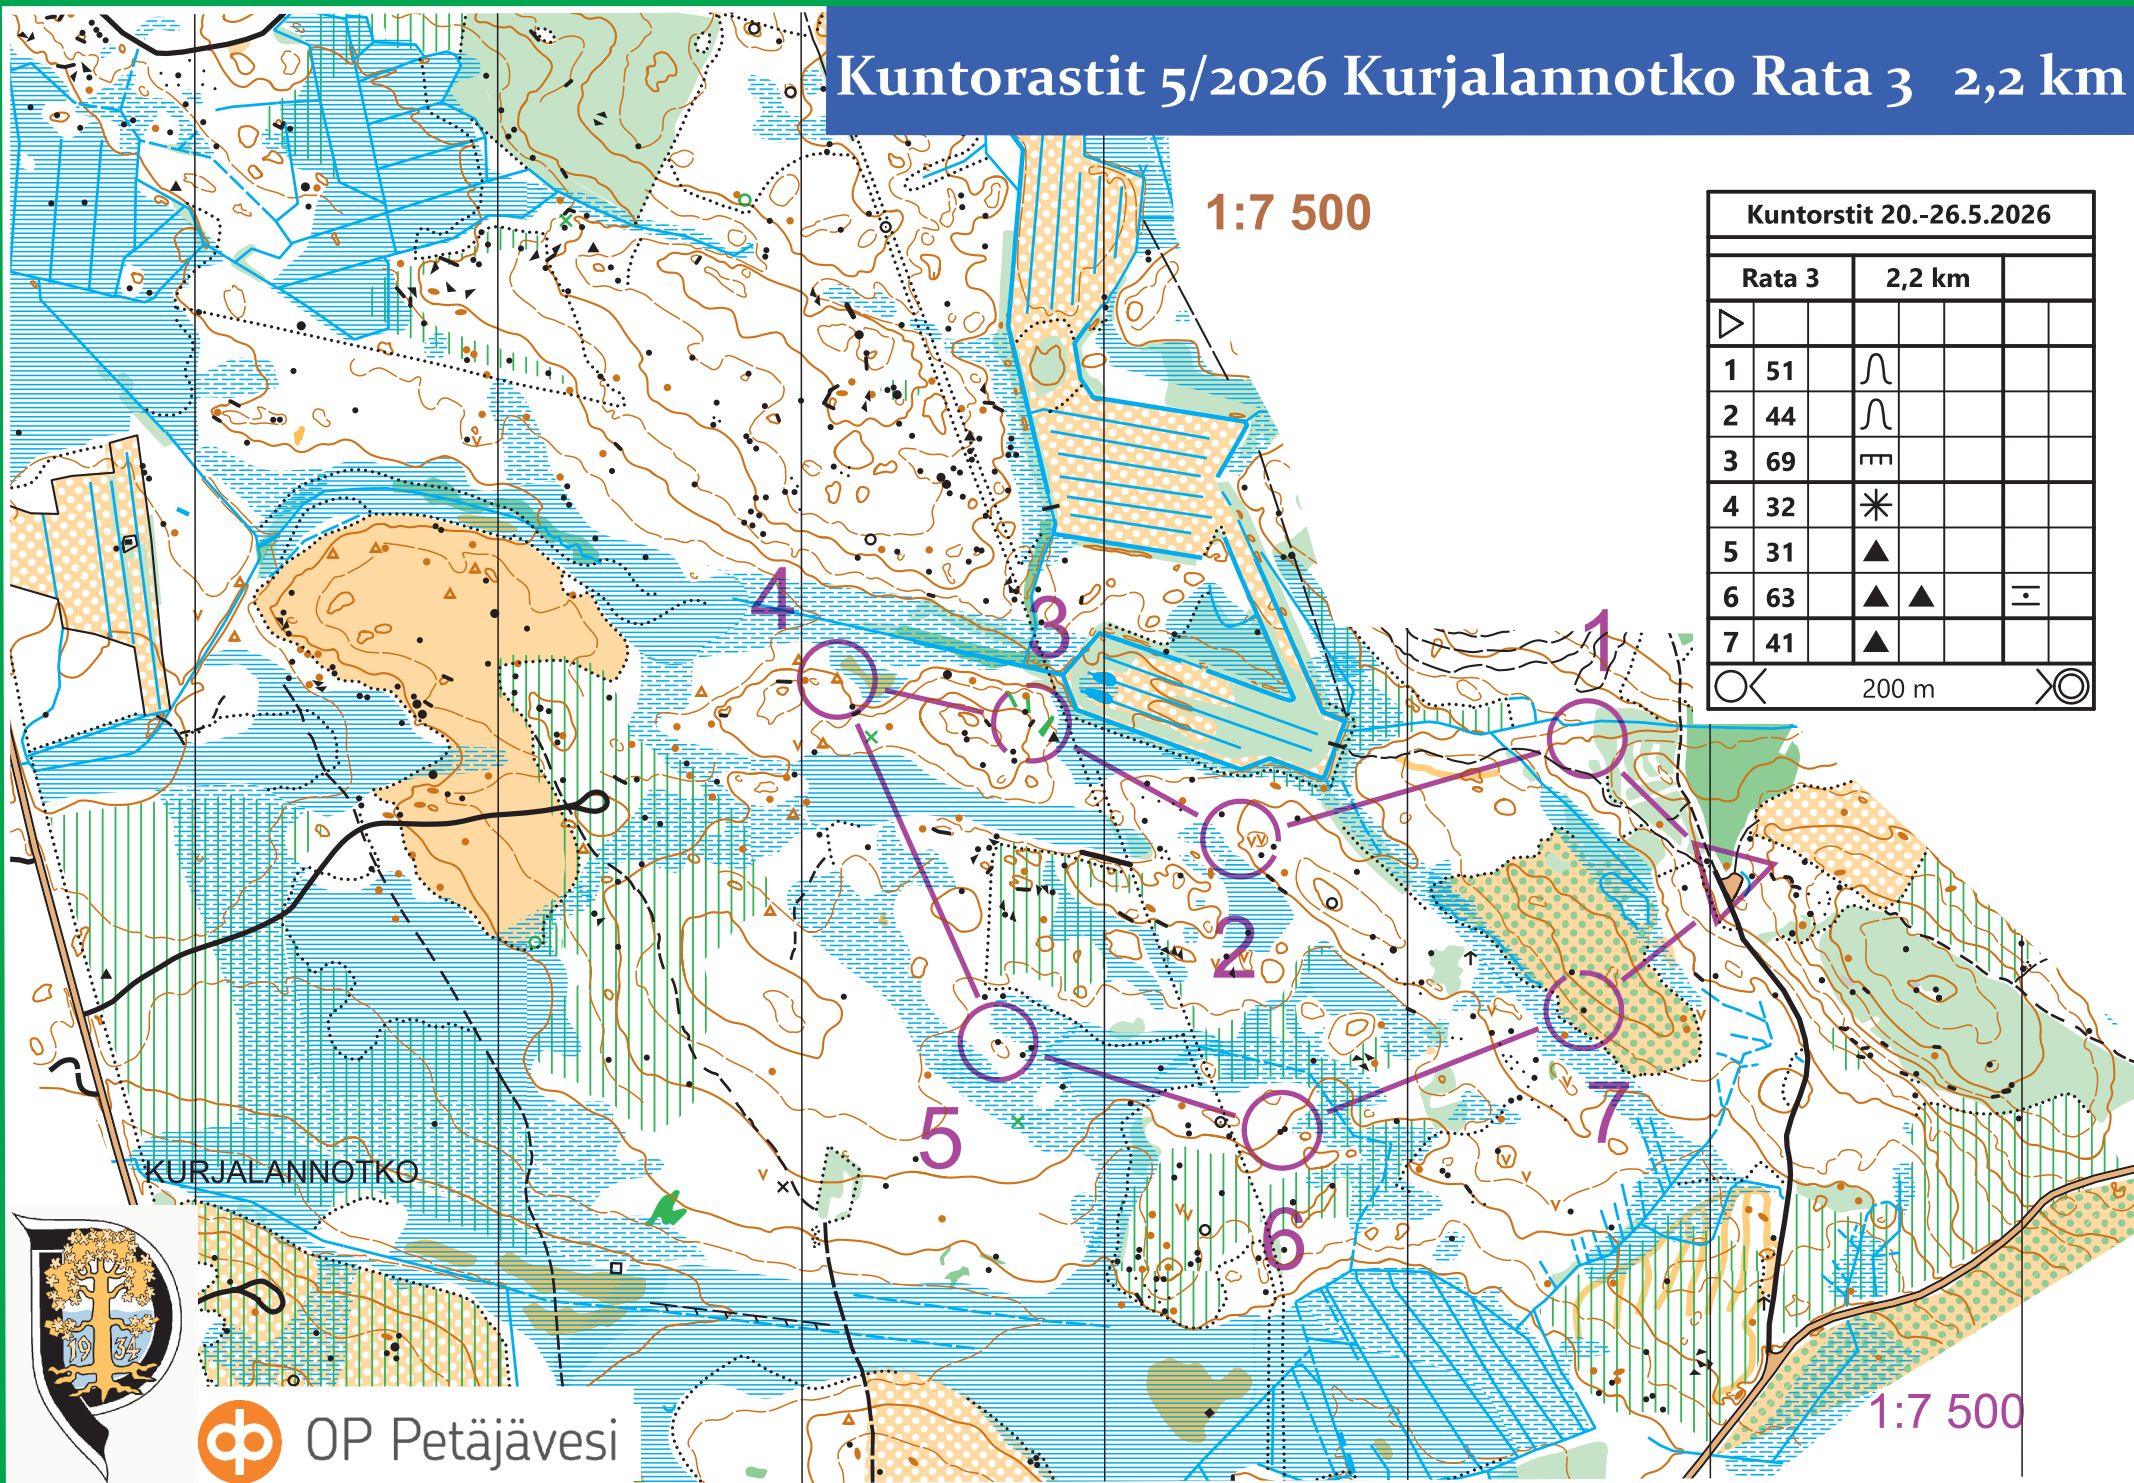 Kuntorastit 5/2026 Kurjalannotko Rata 3 2,2 km
1:7 500
Kuntorstit 20.-26.5.2026
Rata 3 2,2 km
1 51
2 44
3 69
4 32
5 31
6 63
7 41
200 m
4
3
1
2
5
7
6
KURJALANNOTKO
1934
OP Petäjävesi
1:7 500